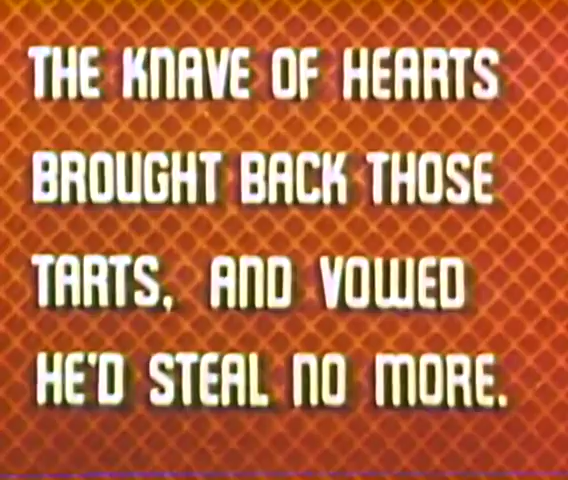 THE KNAVE OF HEARTS
BROUGHT BACK THOSE
TARTS, AND VOWED
HE'D STEAL NO MORE.